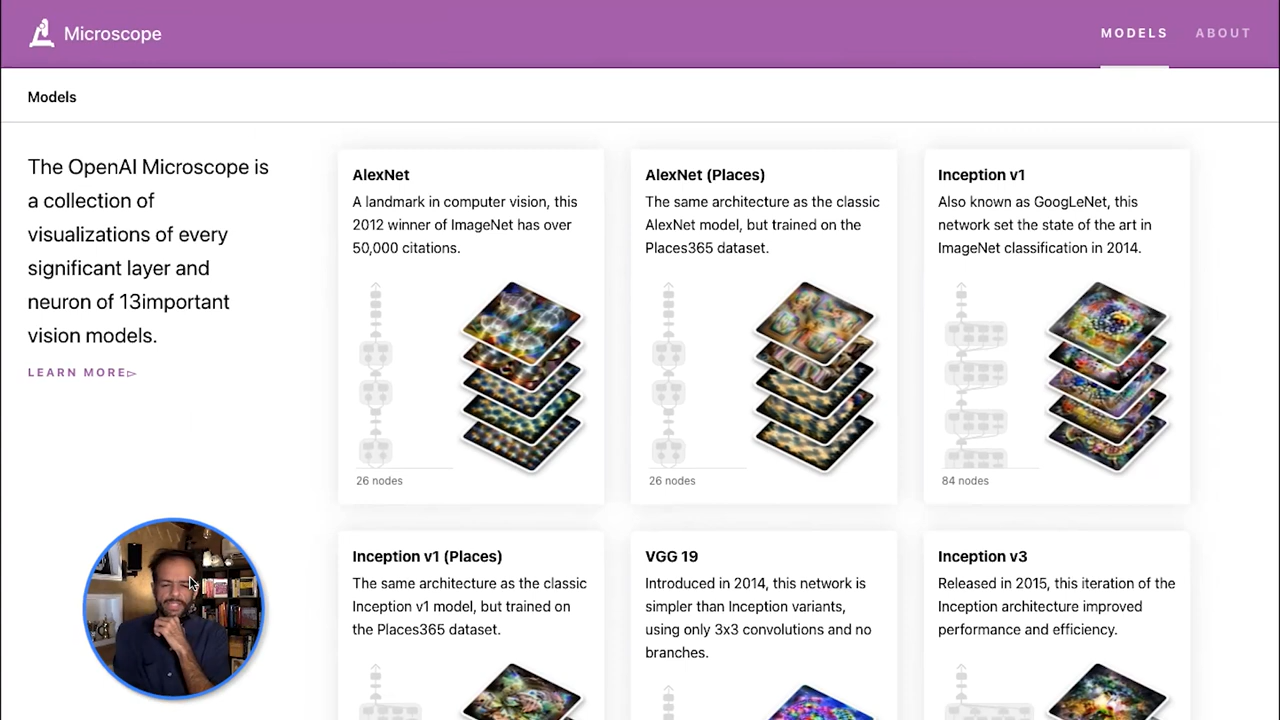 Microscope
MODELS
ABOUT
Models
The OpenAI Microscope is
a collection of
visualizations of every
significant layer and
neuron of 13important
vision models.
LEARN MORE▻
AlexNet
A landmark in computer vision, this
2012 winner of ImageNet has over
50,000 citations.
26 nodes
AlexNet (Places)
The same architecture as the classic
AlexNet model, but trained on the
Places365 dataset.
26 nodes
Inception v1
Also known as GoogLeNet, this
network set the state of the art in
ImageNet classification in 2014.
84 nodes
Inception v1 (Places)
The same architecture as the classic
Inception v1 model, but trained on
the Places365 dataset.
VGG 19
Introduced in 2014, this network is
simpler than Inception variants,
using only 3x3 convolutions and no
branches.
Inception v3
Released in 2015, this iteration of the
Inception architecture improved
performance and efficiency.